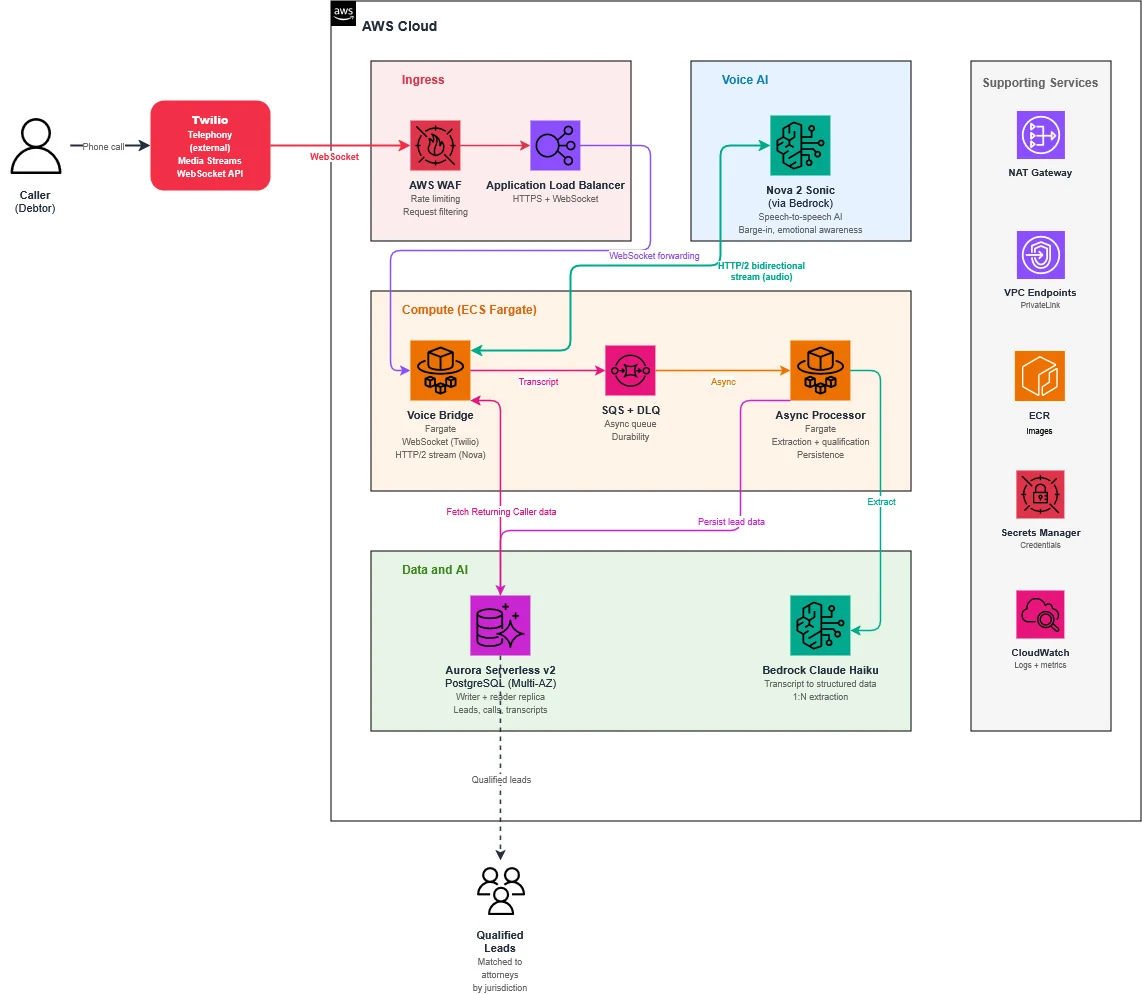 aws
AWS Cloud
Ingress
Voice AI
Supporting Services
Twilio
Telephony
(external)
Media Streams
WebSocket API
Phone call
WebSocket
Caller
(Debtor)
AWS WAF
Rate limiting
Request filtering
Application Load Balancer
HTTPS + WebSocket
Nova 2 Sonic
(via Bedrock)
Speech-to-speech AI
Barge-in, emotional awareness
NAT Gateway
WebSocket forwarding
HTTP/2 bidirectional
stream (audio)
VPC Endpoints
PrivateLink
Compute (ECS Fargate)
Transcript
Async
Voice Bridge
Fargate
WebSocket (Twilio)
HTTP/2 stream (Nova)
SQS + DLQ
Async queue
Durability
Async Processor
Fargate
Extraction + qualification
Persistence
ECR
Images
Fetch Returning Caller data
Persist lead data
Extract
Secrets Manager
Credentials
Data and AI
Aurora Serverless v2
PostgreSQL (Multi-AZ)
Writer + reader replica
Leads, calls, transcripts
Bedrock Claude Haiku
Transcript to structured data
1:N extraction
CloudWatch
Logs + metrics
Qualified leads
Qualified
Leads
Matched to
attorneys
by jurisdiction